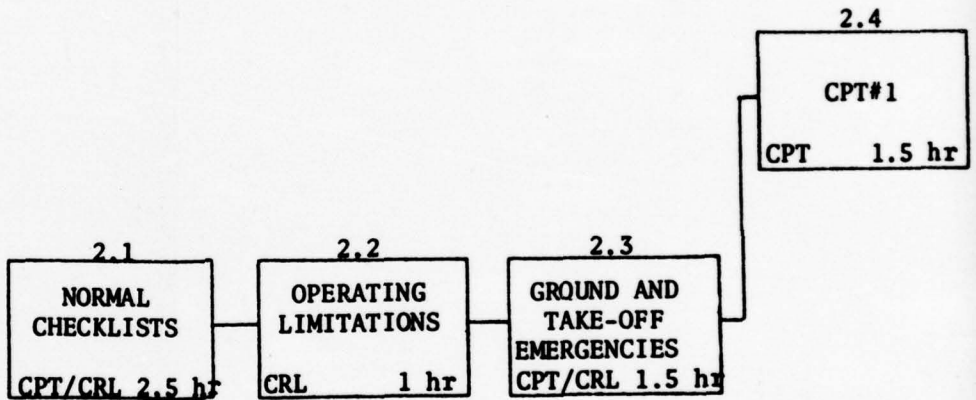 2.4
CPT#1
CPT 1.5 hr
2.1
NORMAL
CHECKLISTS
CPT/CRL 2.5 hr
2.2
OPERATING
LIMITATIONS
CRL 1 hr
2.3
GROUND AND
TAKE-OFF
EMERGENCIES
CPT/CRL 1.5 hr